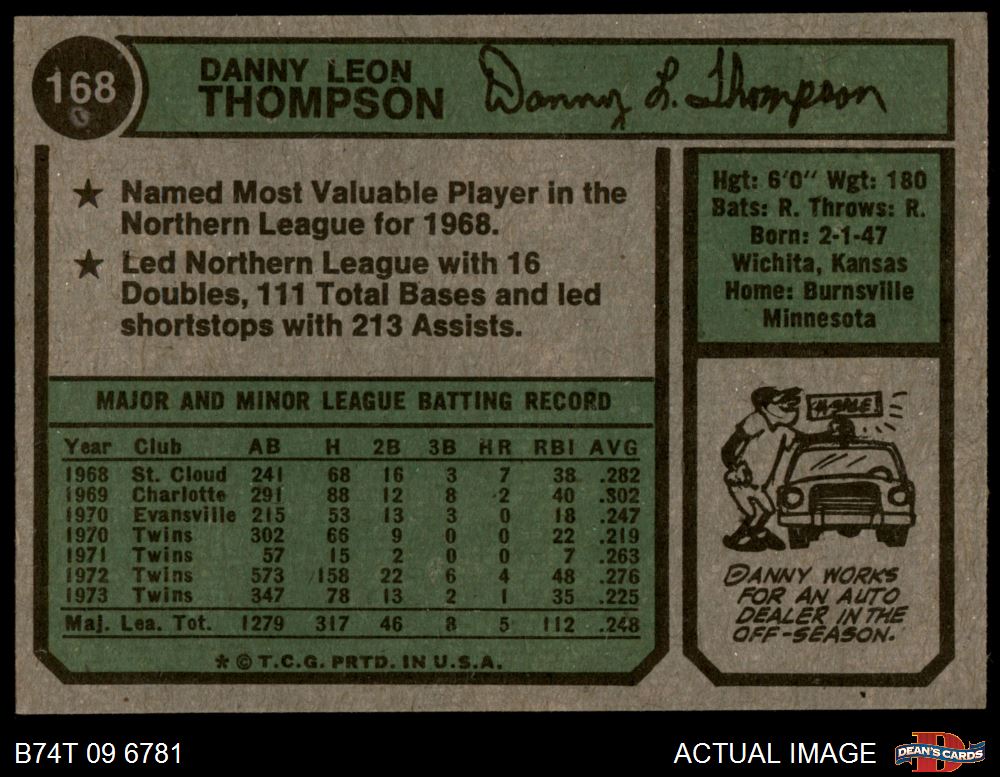 168
DANNY LEON
THOMPSON
Danny L. Thompson
★ Named Most Valuable Player in the
Northern League for 1968.
★ Led Northern League with 16
Doubles, 111 Total Bases and led
shortstops with 213 Assists.
Hgt: 6'0" Wgt: 180
Bats: R. Throws: R.
Born: 2-1-47
Wichita, Kansas
Home: Burnsville
Minnesota
MAJOR AND MINOR LEAGUE BATTING RECORD
Year Club AB H 2B 3B HR RBI AVG
1968 St. Cloud 241 68 16 3 7 38 .282
1969 Charlotte 291 88 12 8 2 40 .302
1970 Evansville 215 53 13 3 0 18 .247
1970 Twins 302 66 9 0 0 22 .219
1971 Twins 57 15 2 0 0 7 .263
1972 Twins 573 158 22 6 4 48 .276
1973 Twins 347 78 13 2 1 35 .225
Maj. Lea. Tot. 1279 317 46 8 5 112 .248
* © T.C.G. PRTD. IN U.S.A.
DANNY WORKS
FOR AN AUTO
DEALER IN THE
OFF-SEASON.
B74T 09 6781
ACTUAL IMAGE
DEAN'S CARDS